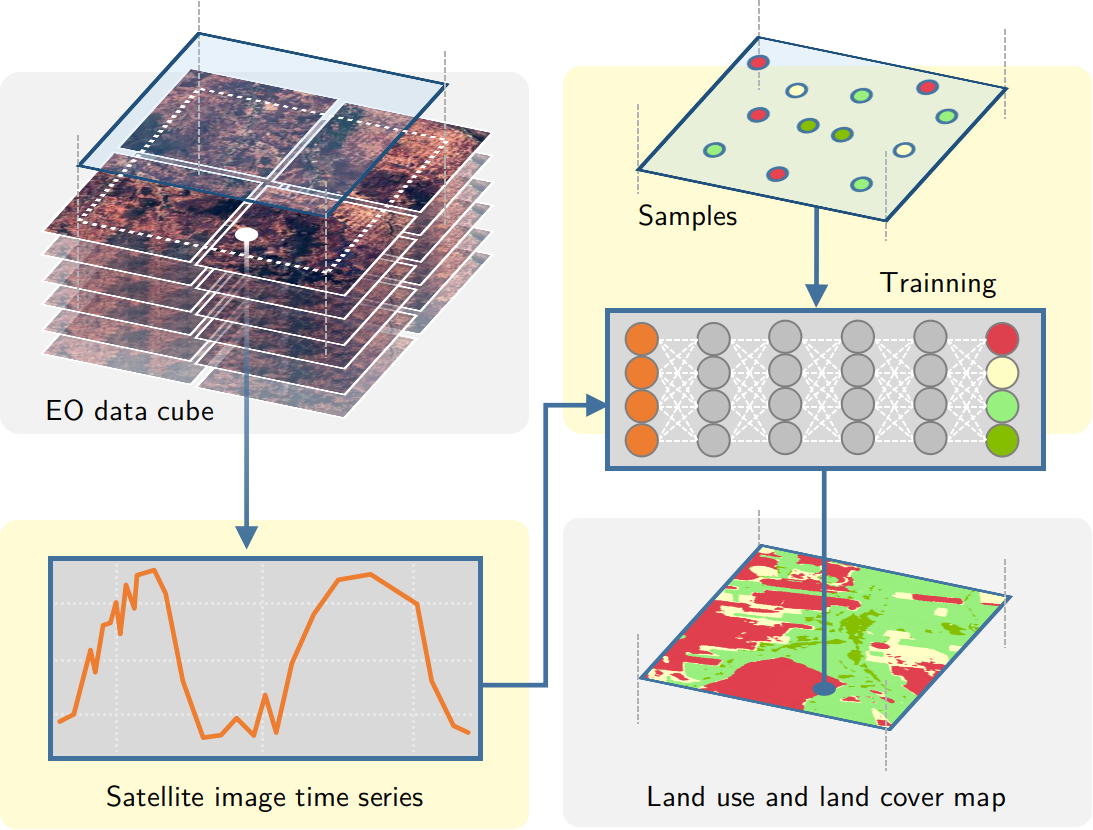 Samples
Trainning
EO data cube
Satellite image time series
Land use and land cover map